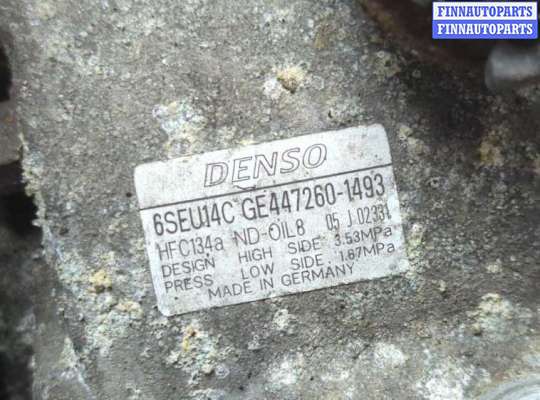 FINNAUTOPARTS
FINNAUTOPARTS
DENSO
6SEU14C GE447260-1493
HFC134a ND-OIL8 05 J 02331
DESIGN HIGH SIDE 3.53MPa
PRESS. LOW SIDE 1.67MPa
MADE IN GERMANY